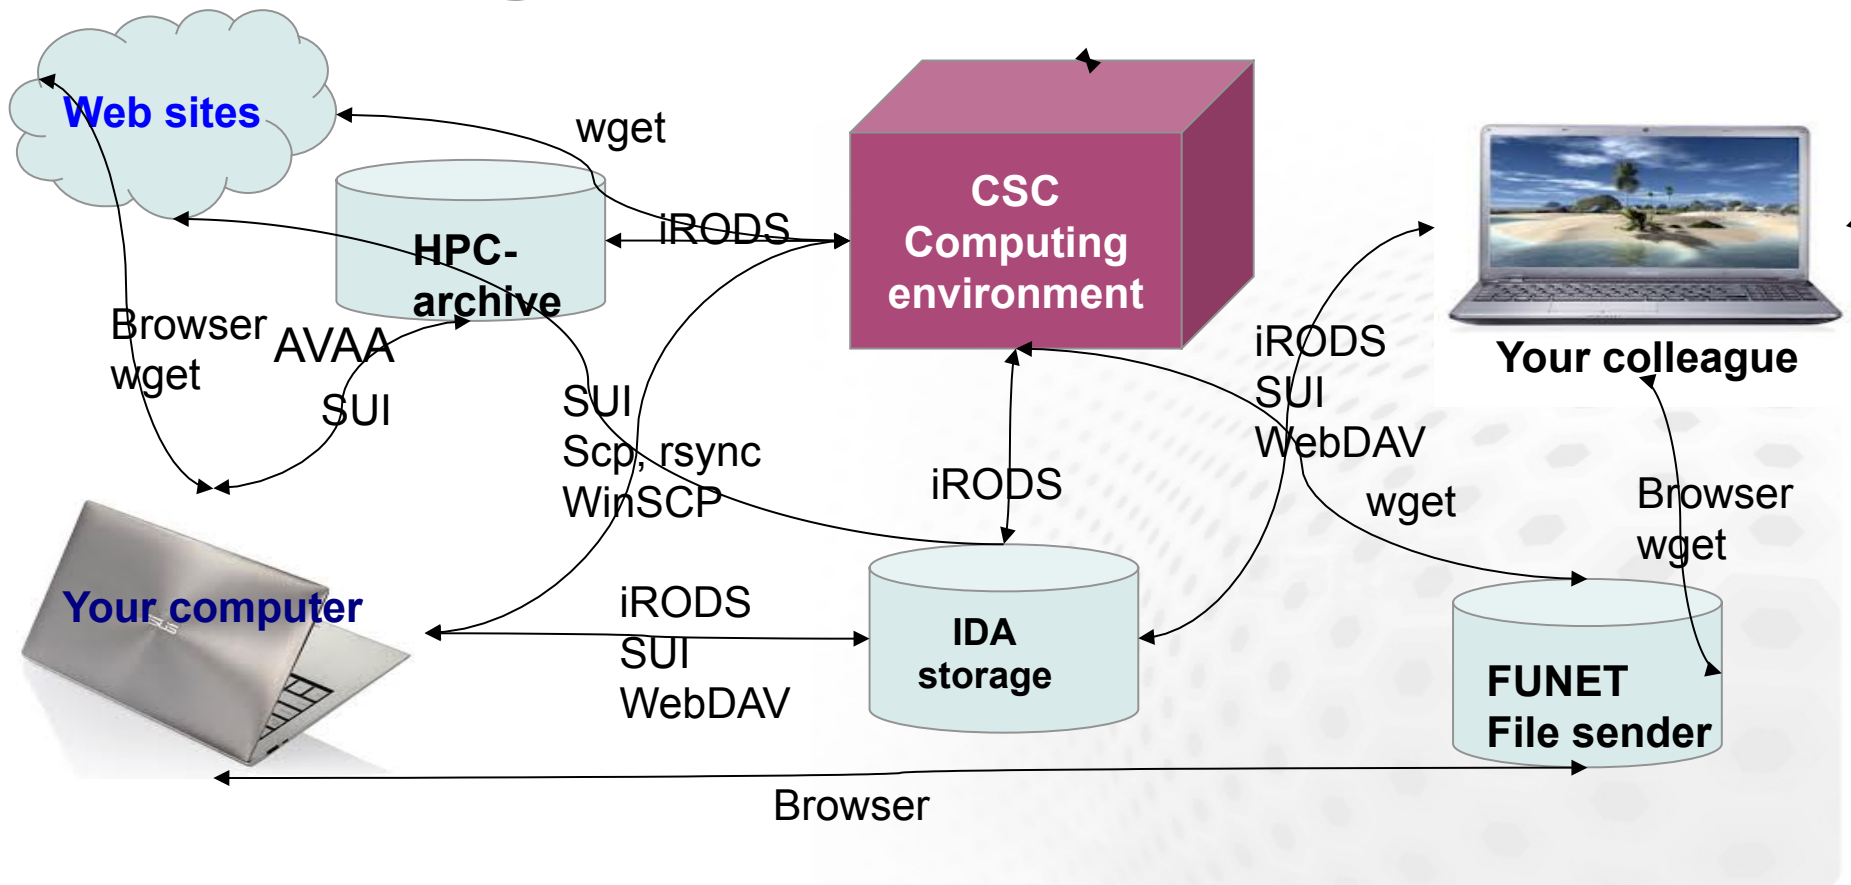 Web sites
wget
CSC
Computing
environment
iRODS
HPC-
archive
Browser
wget
AVAA
SUI
SUI
Scp, rsync
WinSCP
iRODS
iRODS
SUI
WebDAV
Your colleague
wget
Browser
wget
Your computer
ASUS
iRODS
SUI
WebDAV
IDA
storage
FUNET
File sender
Browser